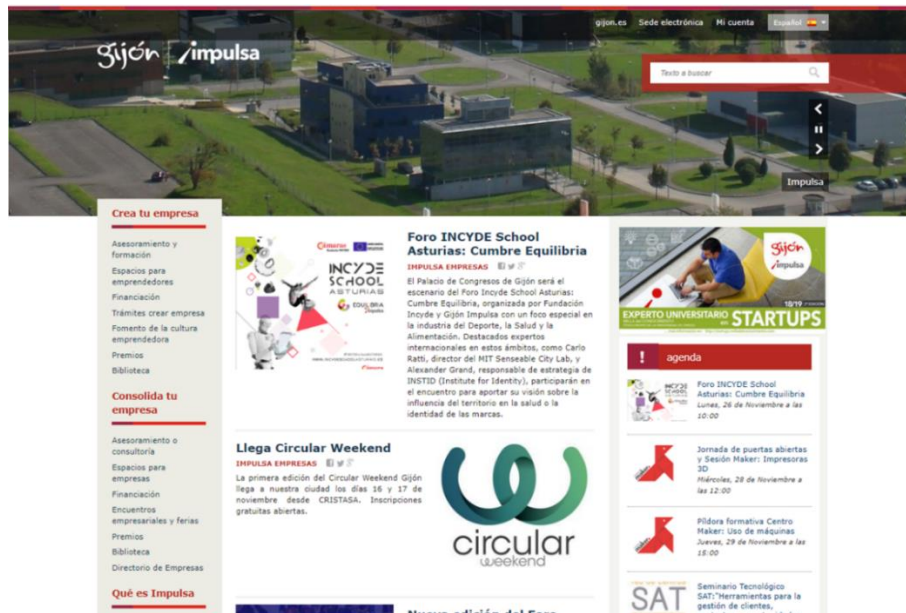 gijon.es Sede electrónica Mi cuenta Español
gijón impulsa
Texto a buscar
Impulsa
Crea tu empresa
Asesoramiento y
formación
Espacios para
emprendedores
Financiación
Trámites crear empresa
Fomento de la cultura
emprendedora
Premios
Biblioteca
Consolida tu
empresa
Asesoramiento o
consultoría
Espacios para
empresas
Financiación
Encuentros
empresariales y ferias
Premios
Biblioteca
Directorio de Empresas
Qué es Impulsa
INCYDE
SCHOOL
ASTURIAS
EQUILIBRIA
Foro INCYDE School
Asturias: Cumbre Equilibria
IMPULSA EMPRESAS
El Palacio de Congresos de Gijón será el
escenario del Foro Incyde School Asturias:
Cumbre Equilibria, organizada por Fundación
Incyde y Gijón Impulsa con un foco especial en
la industria del Deporte, la Salud y la
Alimentación. Destacados expertos
internacionales en estos ámbitos, como Carlo
Ratti, director del MIT Senseable City Lab, y
Alexander Grand, responsable de estrategia de
INSTID (Institute for Identity), participarán en
el encuentro para aportar su visión sobre la
influencia del territorio en la salud o la
identidad de las marcas.
Llega Circular Weekend
IMPULSA EMPRESAS
La primera edición del Circular Weekend Gijón
llega a nuestra ciudad los días 16 y 17 de
noviembre desde CRISTASA. Inscripciones
gratuitas abiertas.
circular
weekend
Nueva edición del Foro
gijón
impulsa
18/19
EXPERTO UNIVERSITARIO en STARTUPS
! agenda
INCYDE
SCHOOL
Foro INCYDE School
Asturias: Cumbre Equilibria
Lunes, 26 de Noviembre a las
10:00
Jornada de puertas abiertas
y Sesión Maker: Impresoras
3D
Miércoles, 28 de Noviembre a
las 12:00
Píldora formativa Centro
Maker: Uso de máquinas
Jueves, 29 de Noviembre a las
15:00
SAT
Seminario Tecnológico
SAT:"Herramientas para la
gestión de clientes,